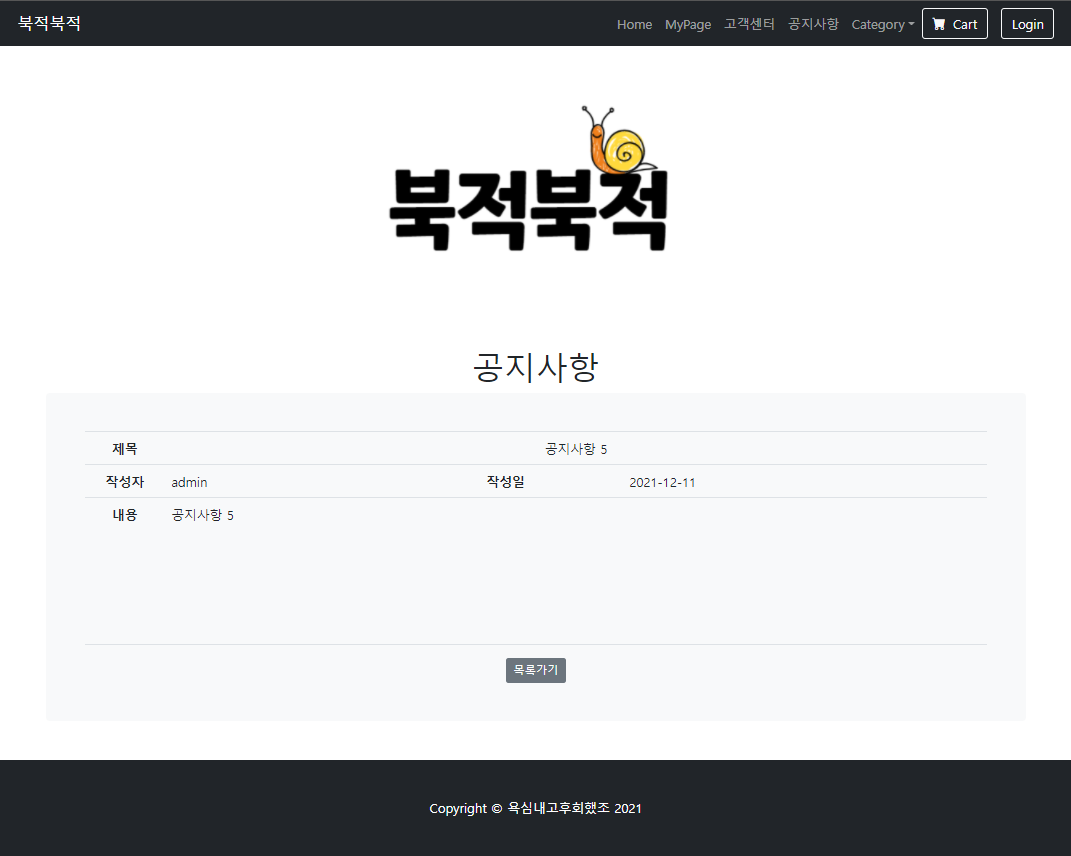 북적북적 Home MyPage 고객센터 공지사항 Category Cart Login
북적북적
공지사항
제목 공지사항 5
작성자 admin 작성일 2021-12-11
내용 공지사항 5
목록가기
Copyright © 욕심내고후회했조 2021